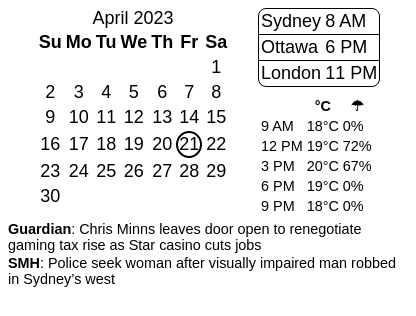 April 2023
Su Mo Tu We Th Fr Sa
1
2 3 4 5 6 7 8
9 10 11 12 13 14 15
16 17 18 19 20 21 22
23 24 25 26 27 28 29
30
Sydney 8 AM
Ottawa 6 PM
London 11 PM
°C ☂
9 AM 18°C 0%
12 PM 19°C 72%
3 PM 20°C 67%
6 PM 19°C 0%
9 PM 18°C 0%
Guardian: Chris Minns leaves door open to renegotiate
gaming tax rise as Star casino cuts jobs
SMH: Police seek woman after visually impaired man robbed
in Sydney’s west